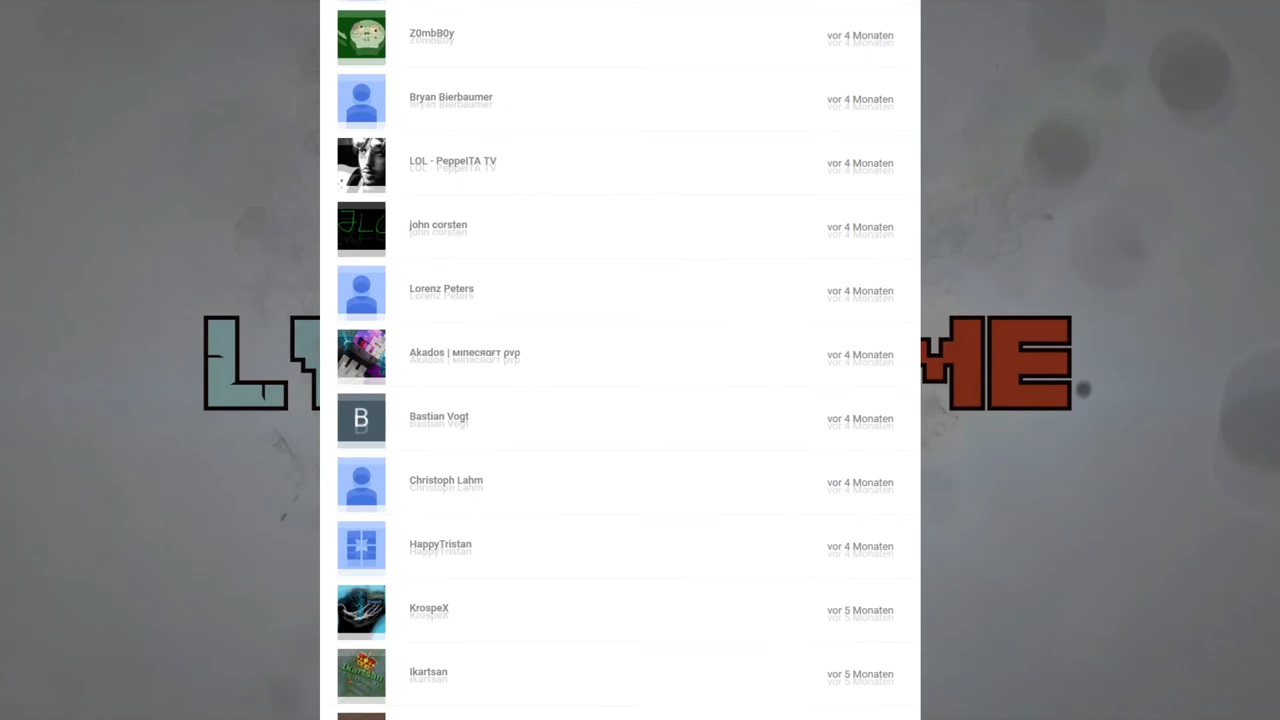 Z0mbB0y vor 4 Monaten
Bryan Bierbaumer vor 4 Monaten
LOL - PeppeITA TV vor 4 Monaten
john corsten vor 4 Monaten
Lorenz Peters vor 4 Monaten
Akados | мιпecяαғт pvp vor 4 Monaten
L ME
B Bastian Vogt vor 4 Monaten
Christoph Lahm vor 4 Monaten
HappyTristan vor 4 Monaten
KrospeX vor 5 Monaten
Ikartsan vor 5 Monaten